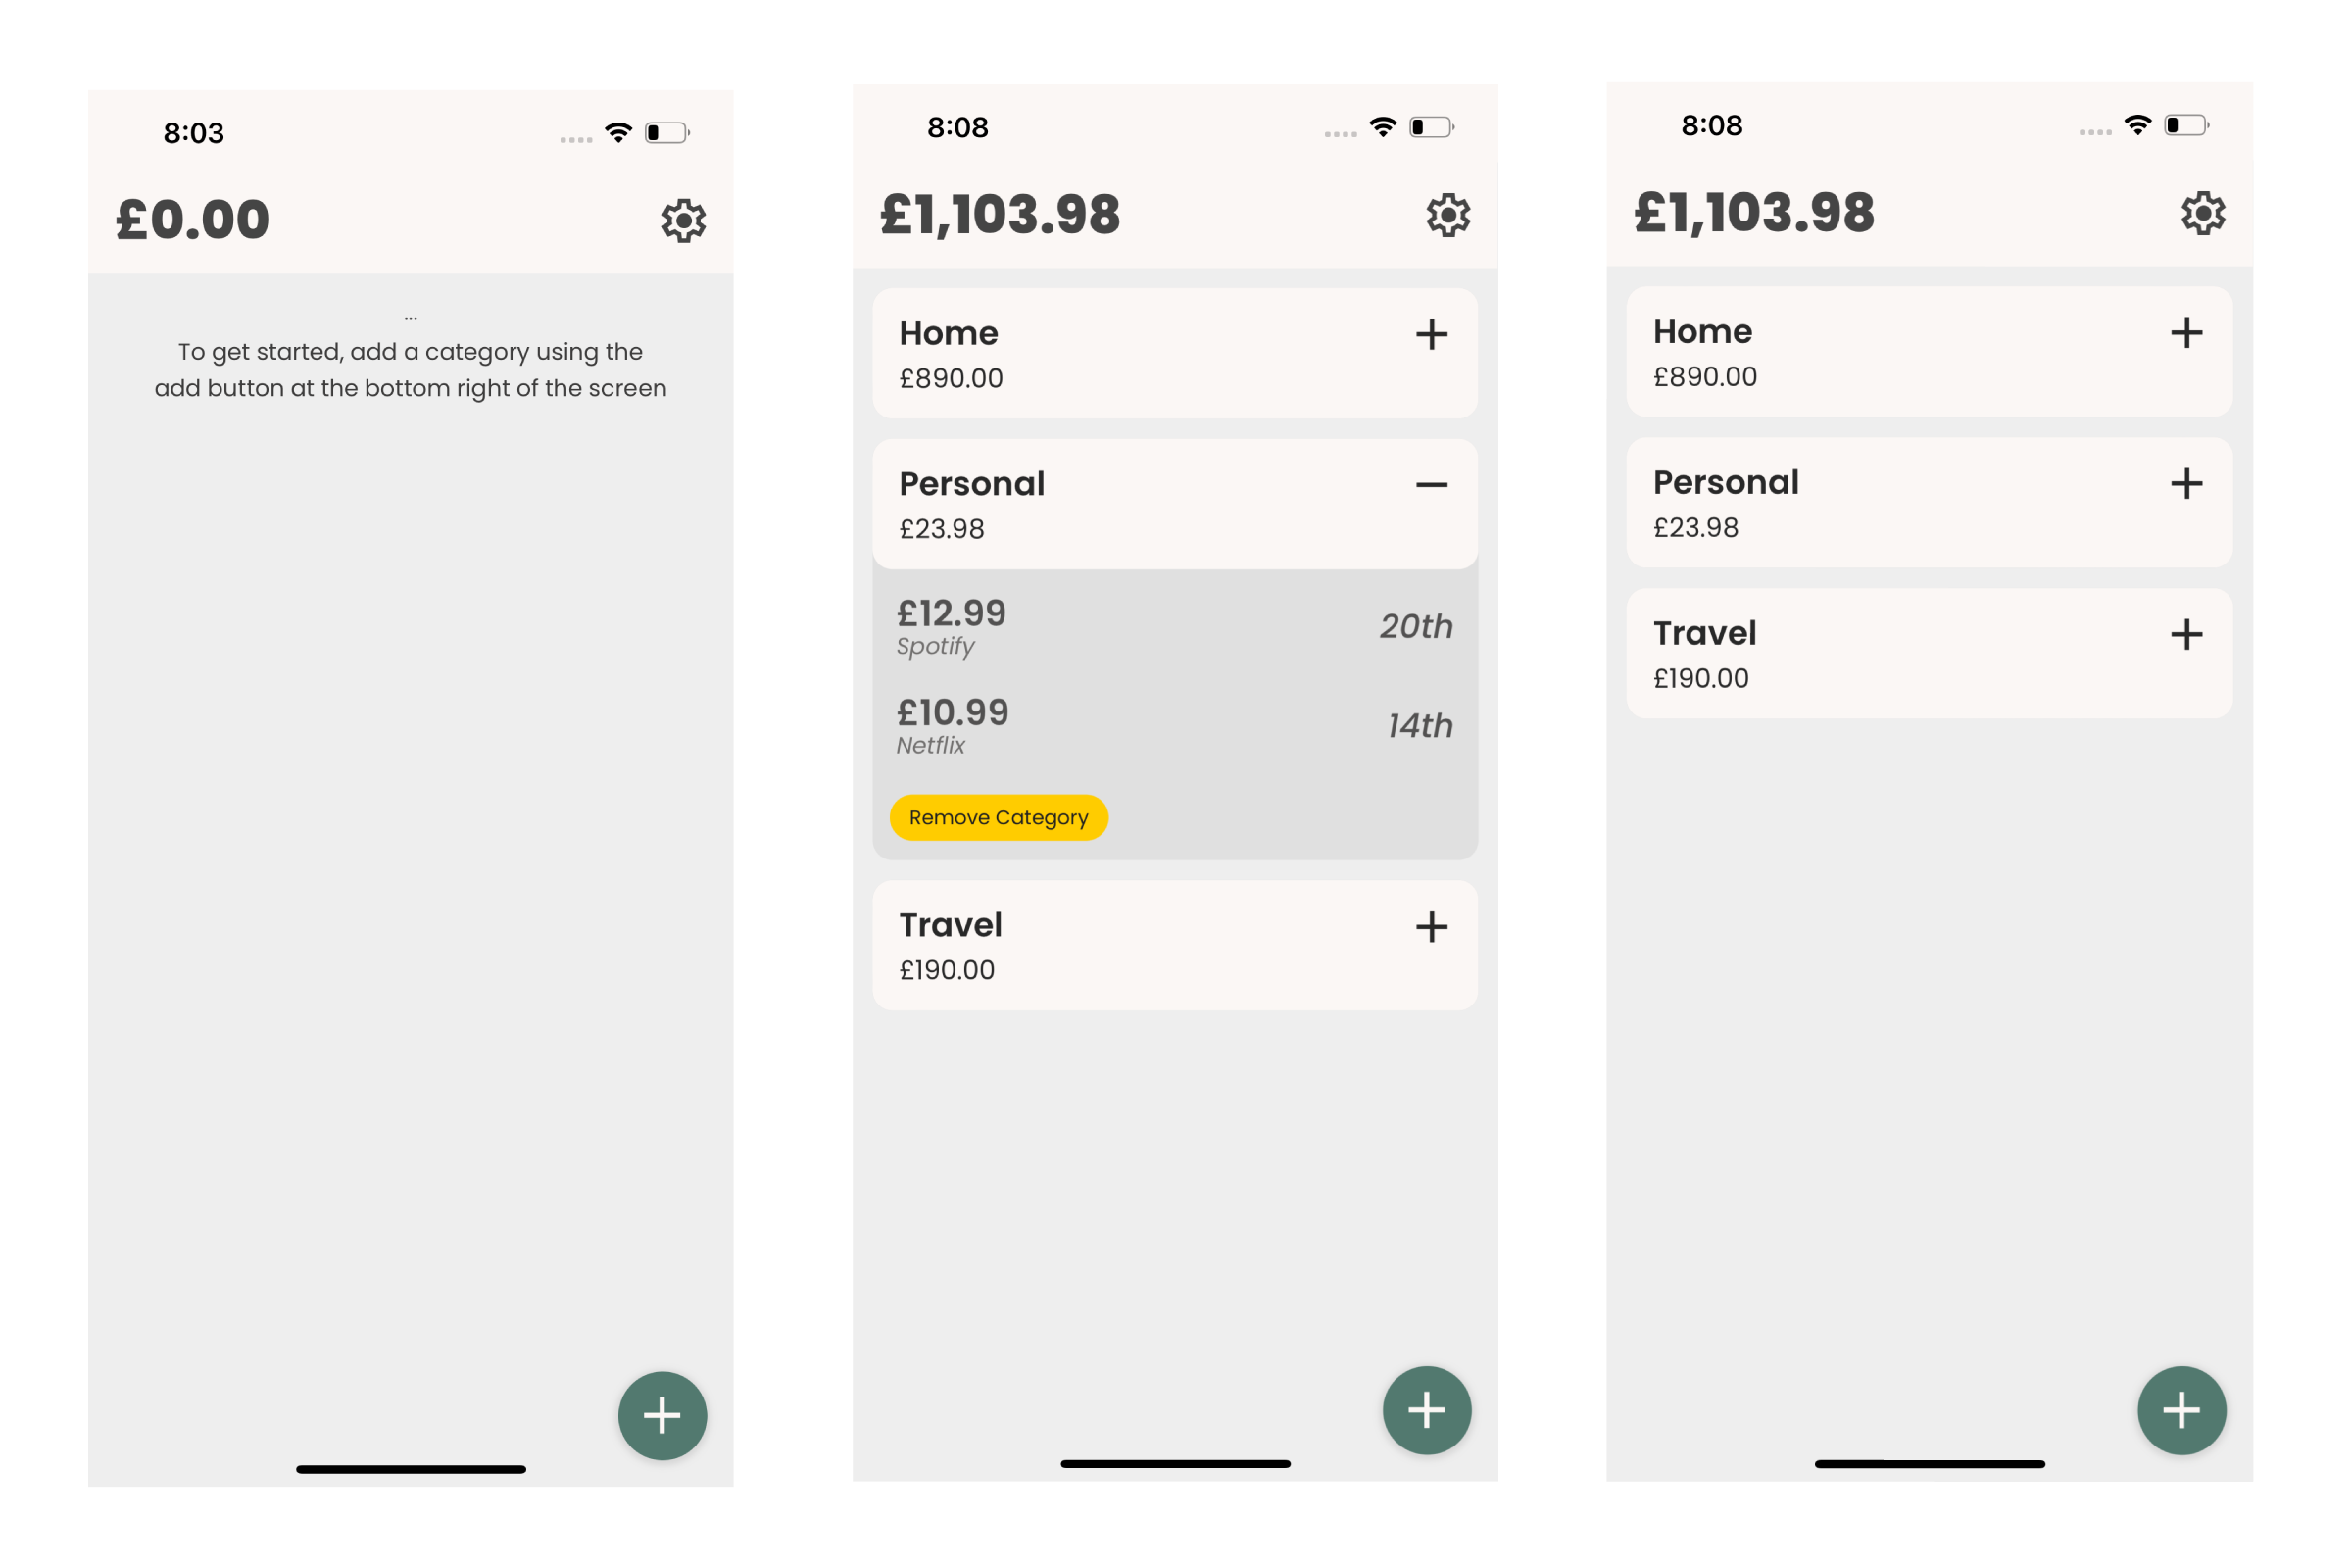 8:03
£0.00
...
To get started, add a category using the
add button at the bottom right of the screen
8:08
£1,103.98
Home
£890.00
Personal
£23.98
£12.99
Spotify
20th
£10.99
Netflix
14th
Remove Category
Travel
£190.00
8:08
£1,103.98
Home
£890.00
Personal
£23.98
Travel
£190.00